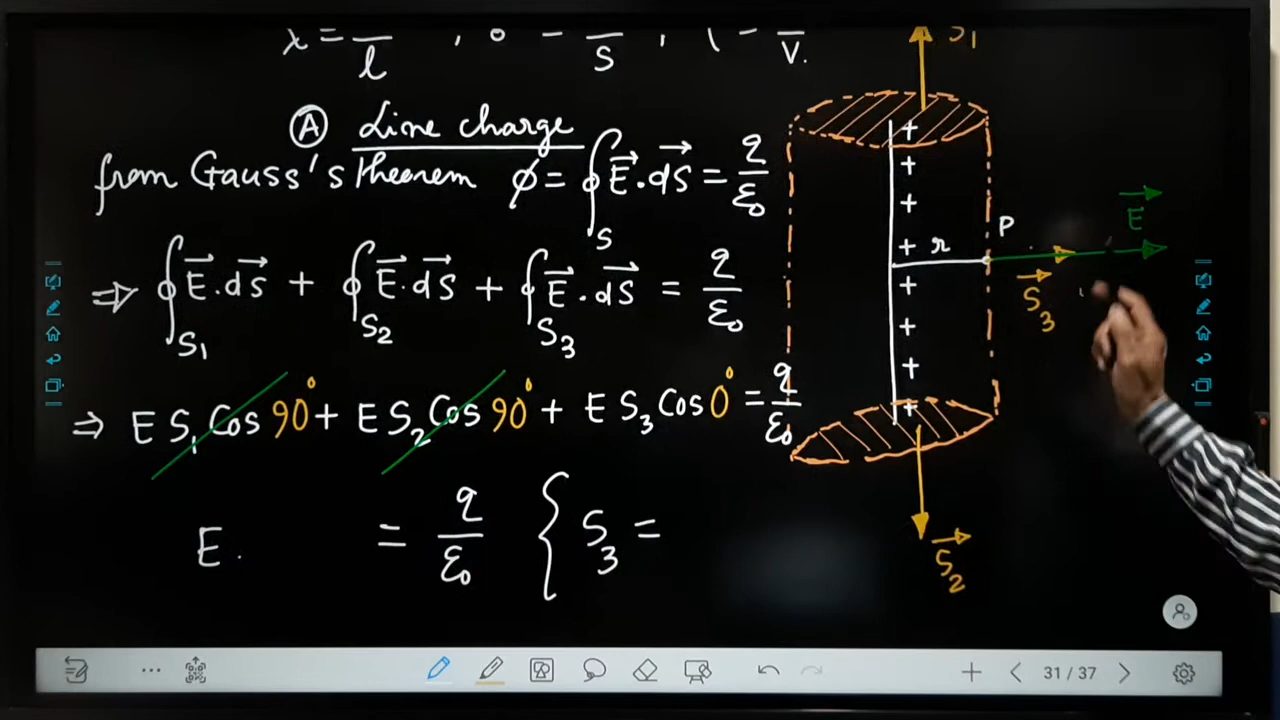 λ = — / l , σ = — / S , ρ = — / V.
Ⓐ Line charge
from Gauss's Theorem φ = ∮_S E⃗ . dS⃗ = q/ε₀
⇒ ∮_S₁ E⃗ . dS⃗ + ∮_S₂ E⃗ . dS⃗ + ∮_S₃ E⃗ . dS⃗ = q/ε₀
⇒ E S₁ Cos 90° + E S₂ Cos 90° + E S₃ Cos 0° = q/ε₀
E . = q/ε₀ { S₃ =
S₁
+
+
+
+
+
+
+
+
r
P
E⃗
S⃗₃
S⃗₂
31 / 37